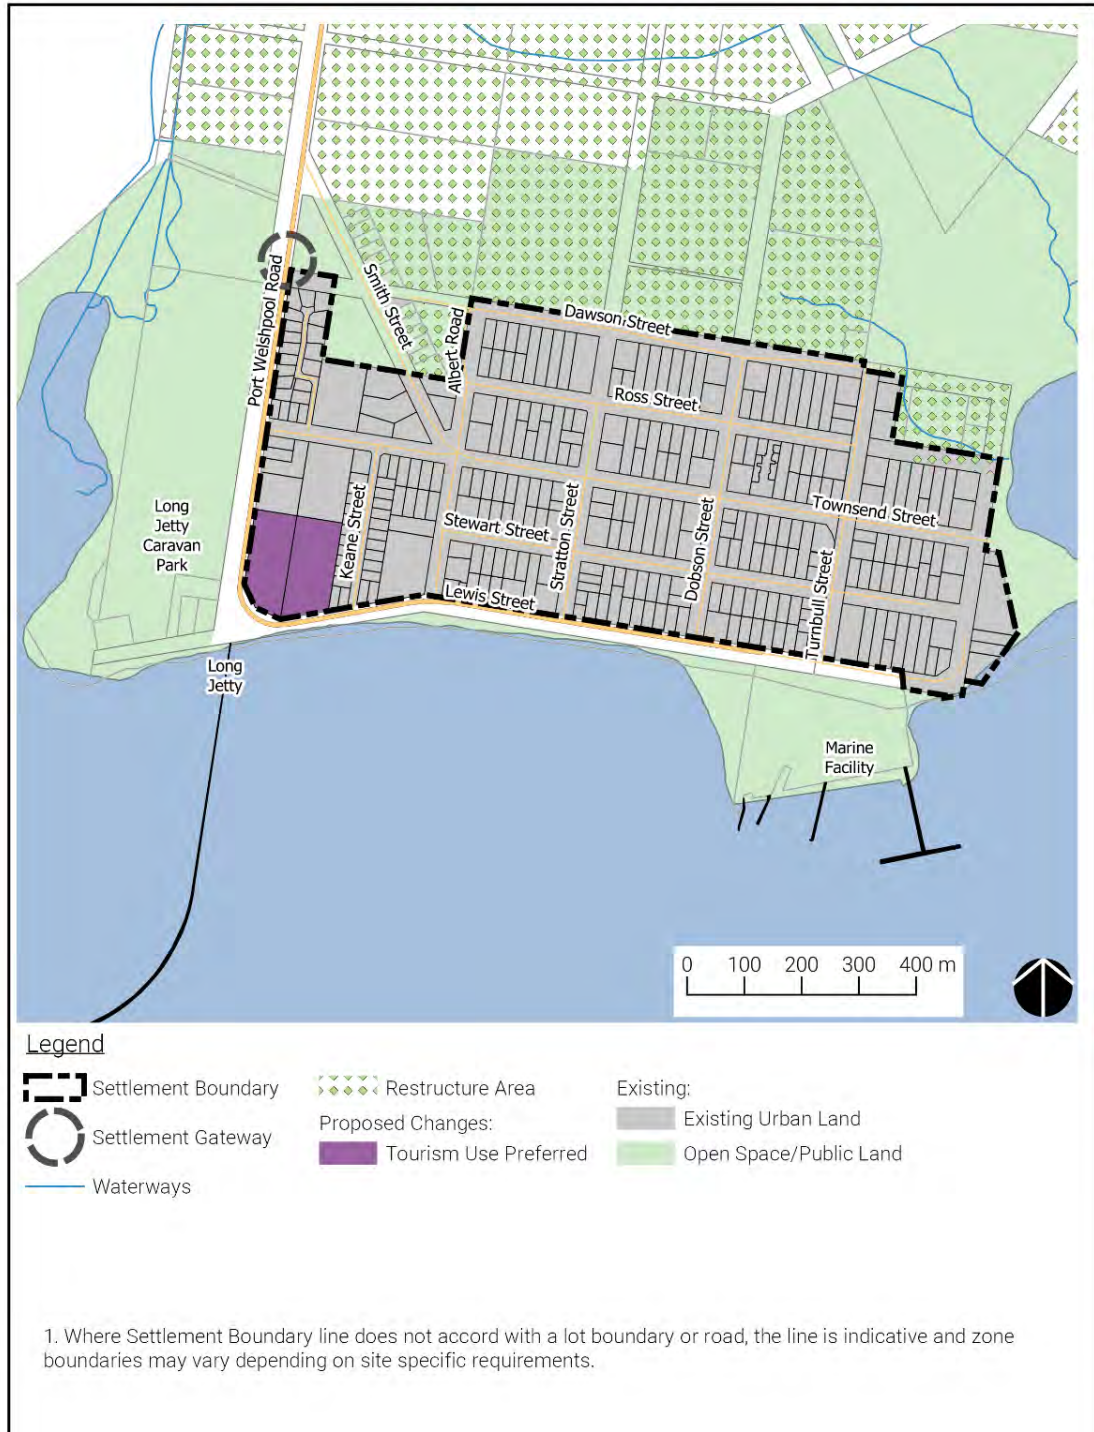 Port Welshpool Road
Smith Street
Albert Road
Dawson Street
Ross Street
Long
Jetty
Caravan
Park
Keane Street
Stewart Street
Stratton Street
Dobson Street
Townsend Street
Turnbull Street
Lewis Street
Long
Jetty
Marine
Facility
0 100 200 300 400 m
Legend
Settlement Boundary
Settlement Gateway
Waterways
Restructure Area
Proposed Changes:
Tourism Use Preferred
Existing:
Existing Urban Land
Open Space/Public Land
1. Where Settlement Boundary line does not accord with a lot boundary or road, the line is indicative and zone
boundaries may vary depending on site specific requirements.